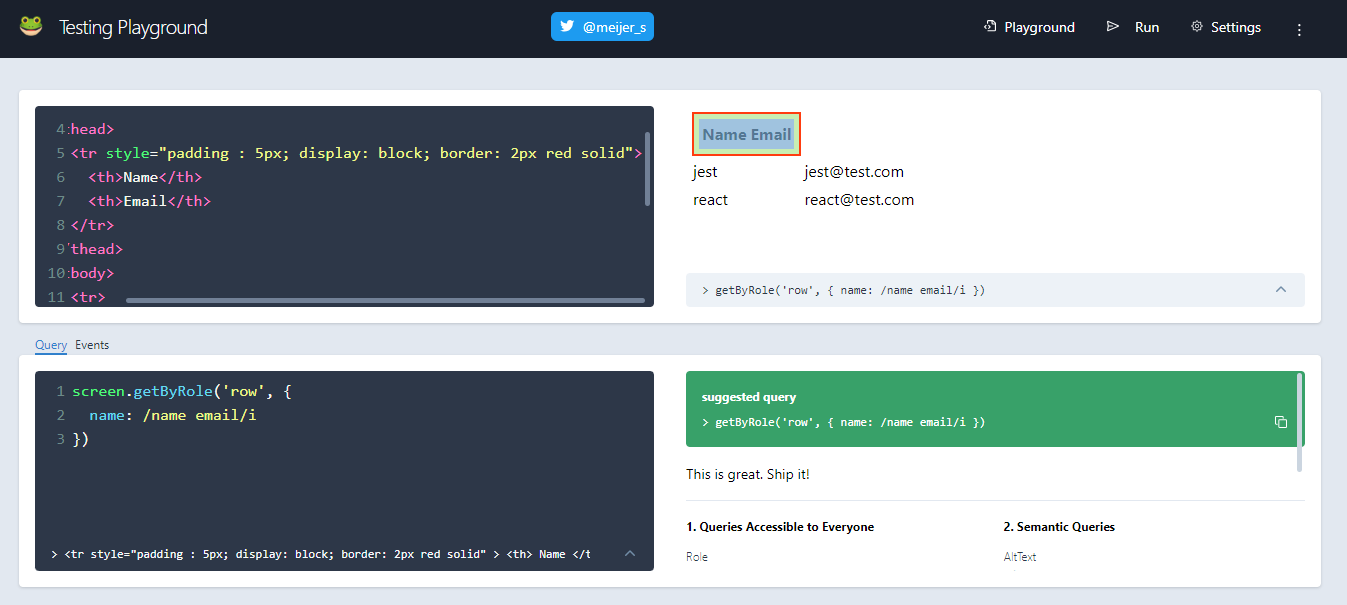 Testing Playground
@meijer_s
Playground
Run
Settings
4 :head>
5 <tr style="padding : 5px; display: block; border: 2px red solid">
6 <th>Name</th>
7 <th>Email</th>
8 </tr>
9 'thead>
10 :body>
11 <tr>
Name Email
jest jest@test.com
react react@test.com
> getByRole('row', { name: /name email/i })
Query Events
1 screen.getByRole('row', {
2 name: /name email/i
3 })
> <tr style="padding : 5px; display: block; border: 2px red solid" > <th> Name </t
suggested query
> getByRole('row', { name: /name email/i })
This is great. Ship it!
1. Queries Accessible to Everyone
Role
2. Semantic Queries
AltText